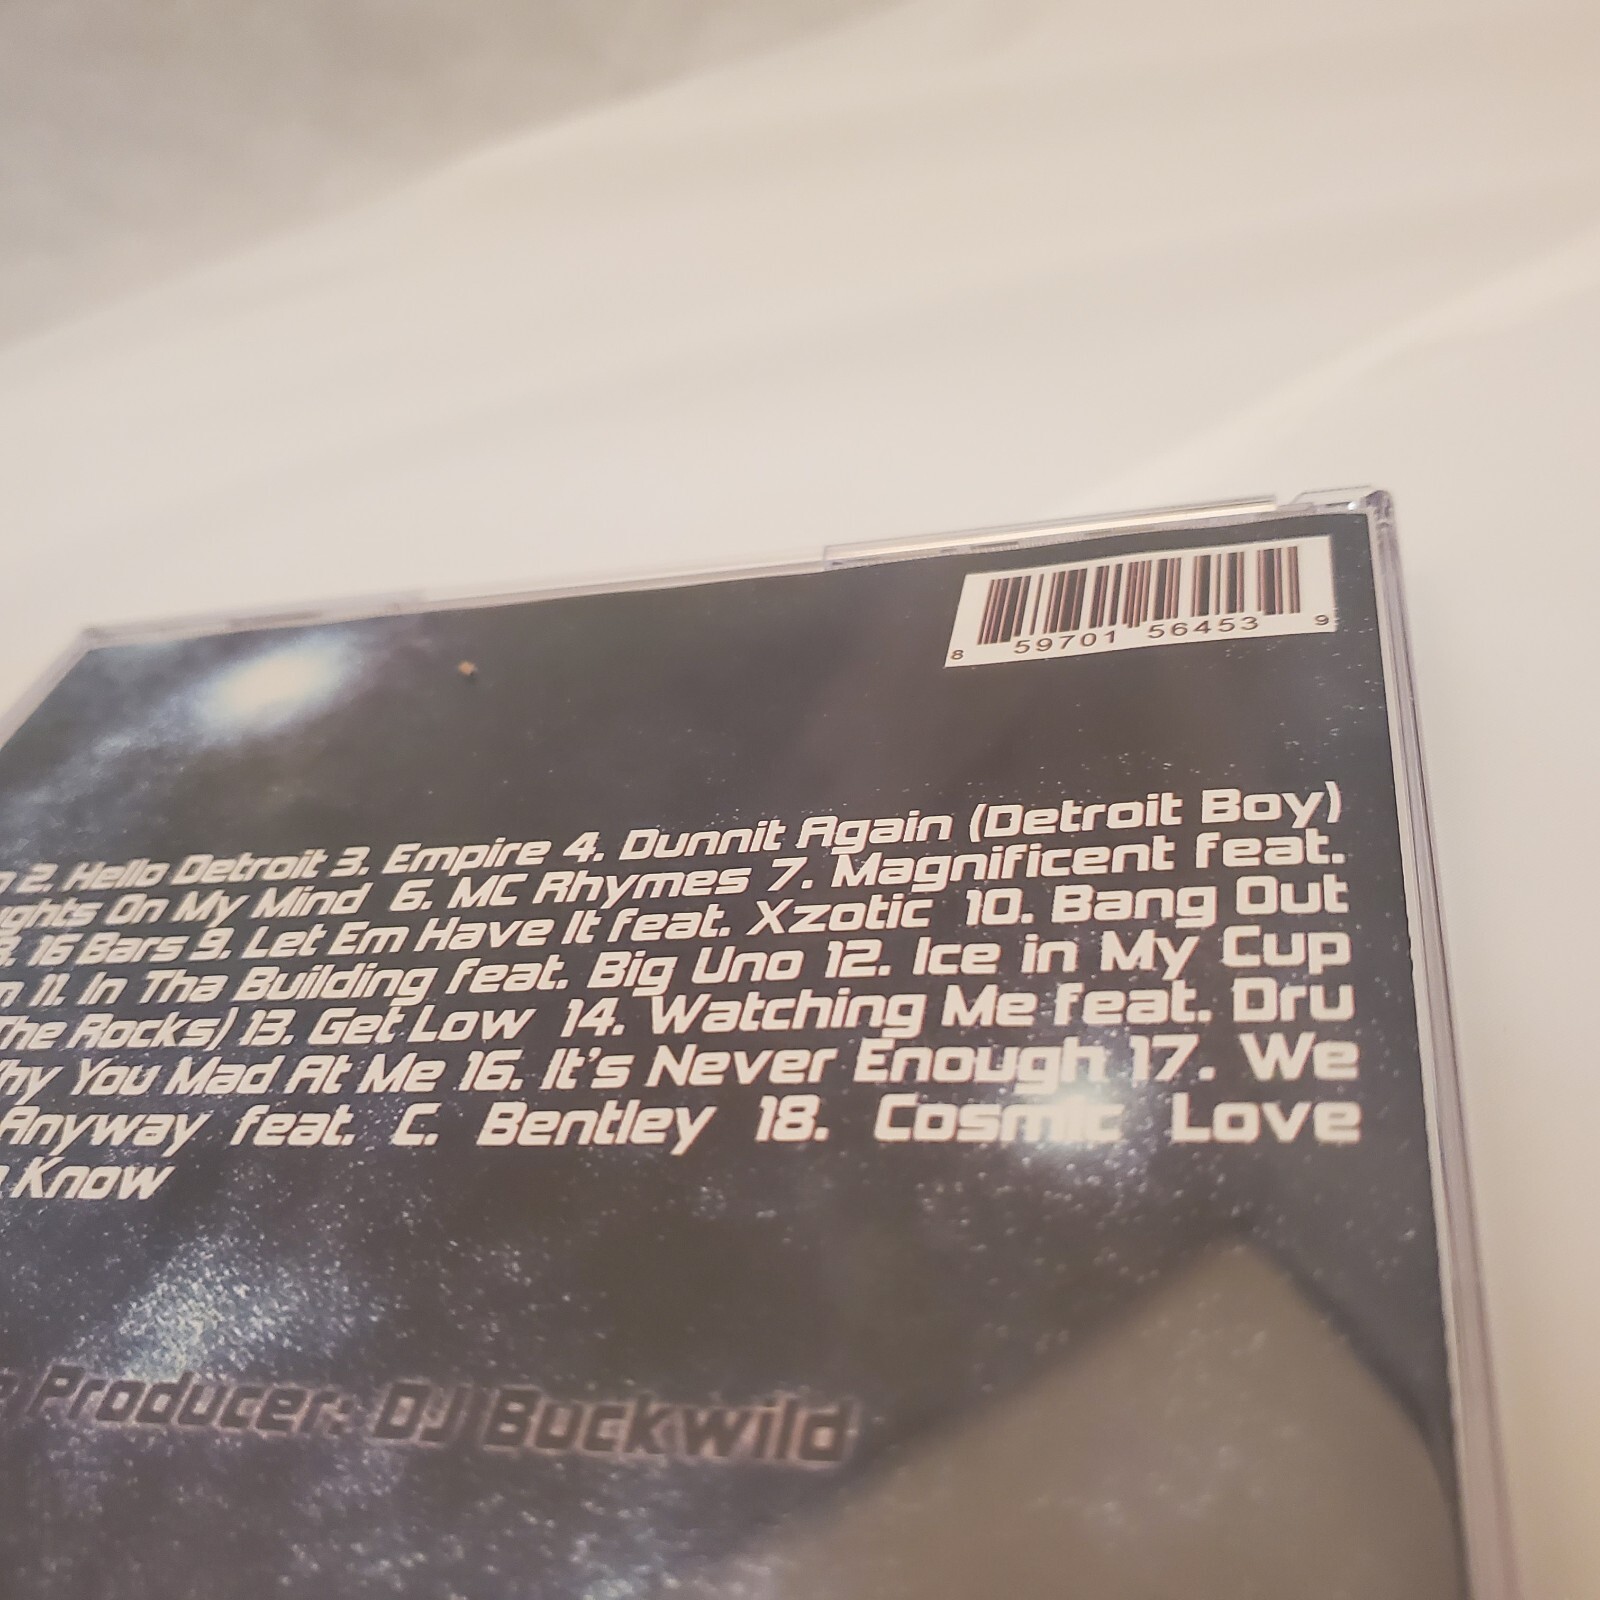 8 59701 56453 9
2. Hello Detroit 3. Empire 4. Dunnit Again (Detroit Boy)
On My Mind 6. MC Rhymes 7. Magnificent feat.
16 Bars 9. Let Em Have It feat. Xzotic 10. Bang Out
11. In Tha Building feat. Big Uno 12. Ice in My Cup
The Rocks) 13. Get Low 14. Watching Me feat. Dru
You Mad At Me 16. It's Never Enough 17. We
Anyway feat. C. Bentley 18. Cosmic Love
Know
Producer: DJ Buckwild